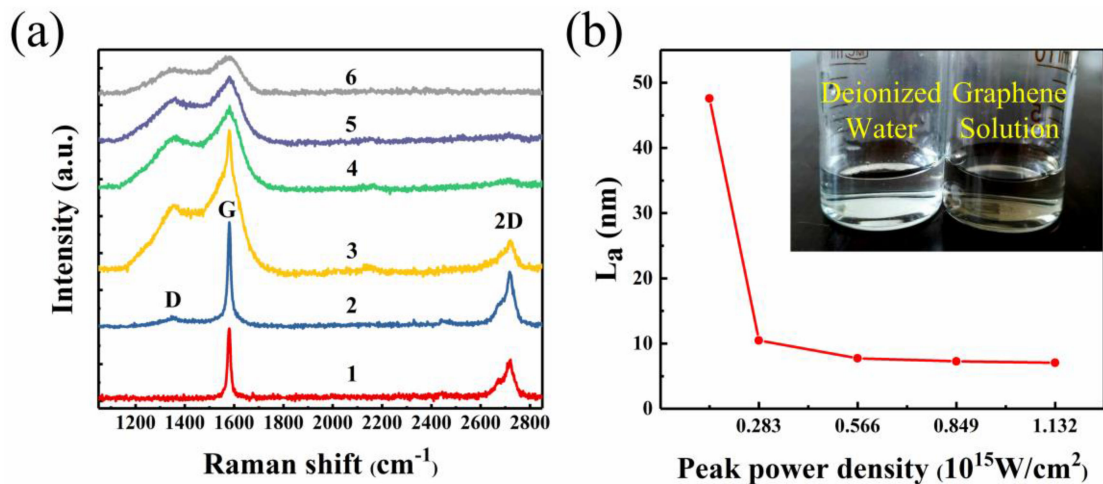 (a)
Intensity (a.u.)
6
5
4
3
2
1
D
G
2D
1200 1400 1600 1800 2000 2200 2400 2600 2800
Raman shift (cm⁻¹)
(b)
Lₐ (nm)
50
40
30
20
10
0
Deionized Graphene
Water Solution
0.283 0.566 0.849 1.132
Peak power density (10¹⁵W/cm²)